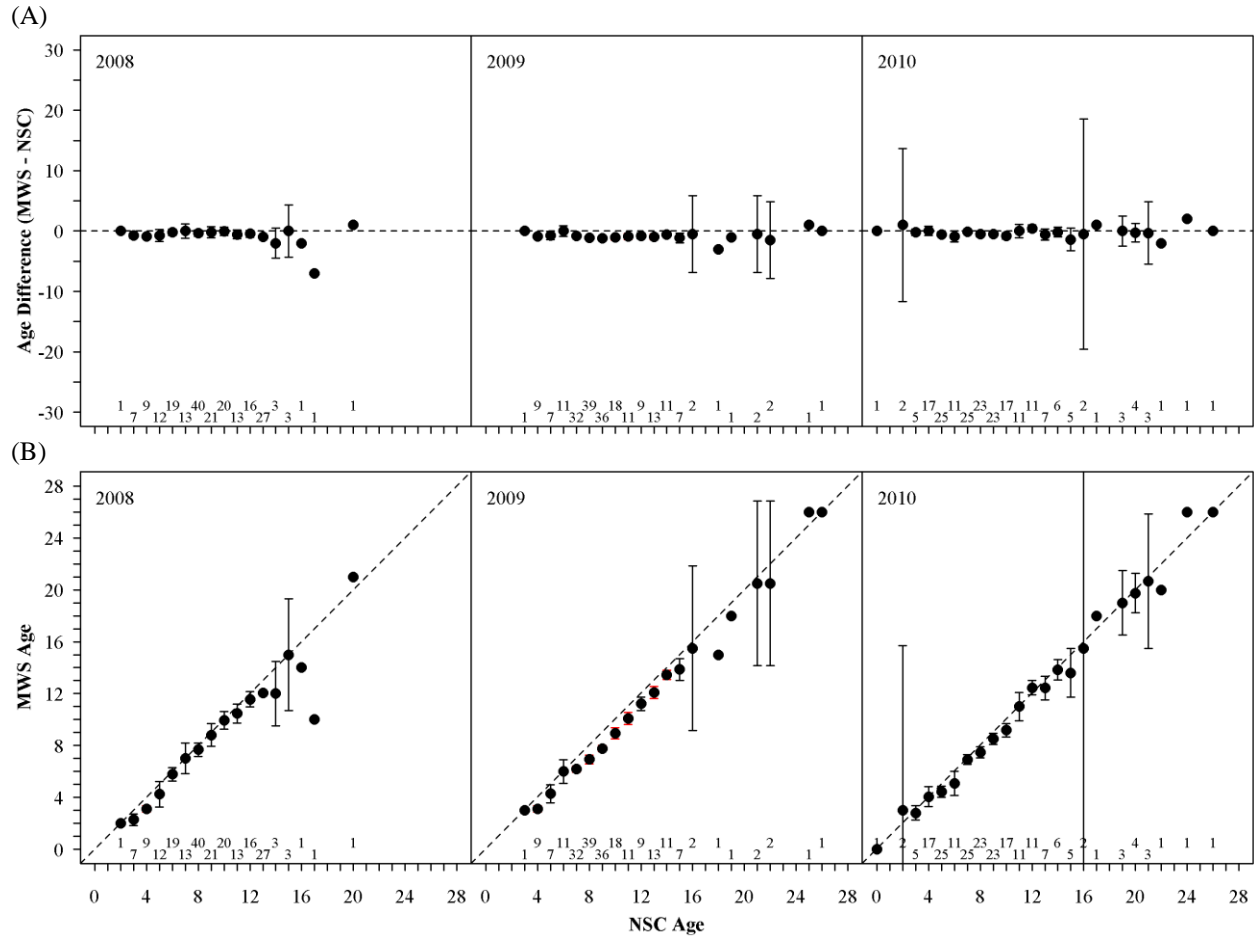 (A)
30
20
10
0
-10
-20
-30
Age Difference (MWS - NSC)
2008
2009
2010
1 9 19 40 20 16 3 1 1
7 12 13 21 13 27 3 1
9 11 39 18 9 11 2 1 2 1
1 7 32 36 11 13 7 1 2 1
1 2 17 11 23 17 11 6 2 4 1 1 1
5 25 25 23 11 7 5 1 3 3
(B)
28
24
20
16
12
8
4
0
MWS Age
2008
2009
2010
1 9 19 40 20 16 3 1 1
7 12 13 21 13 27 3 1
9 11 39 18 9 11 2 1 2 1
1 7 32 36 11 13 7 1 2 1
1 2 17 11 23 17 11 6 2 4 1 1 1
5 25 25 23 11 7 5 1 3 3
0 4 8 12 16 20 24 28
0 4 8 12 16 20 24 28
0 4 8 12 16 20 24 28
NSC Age